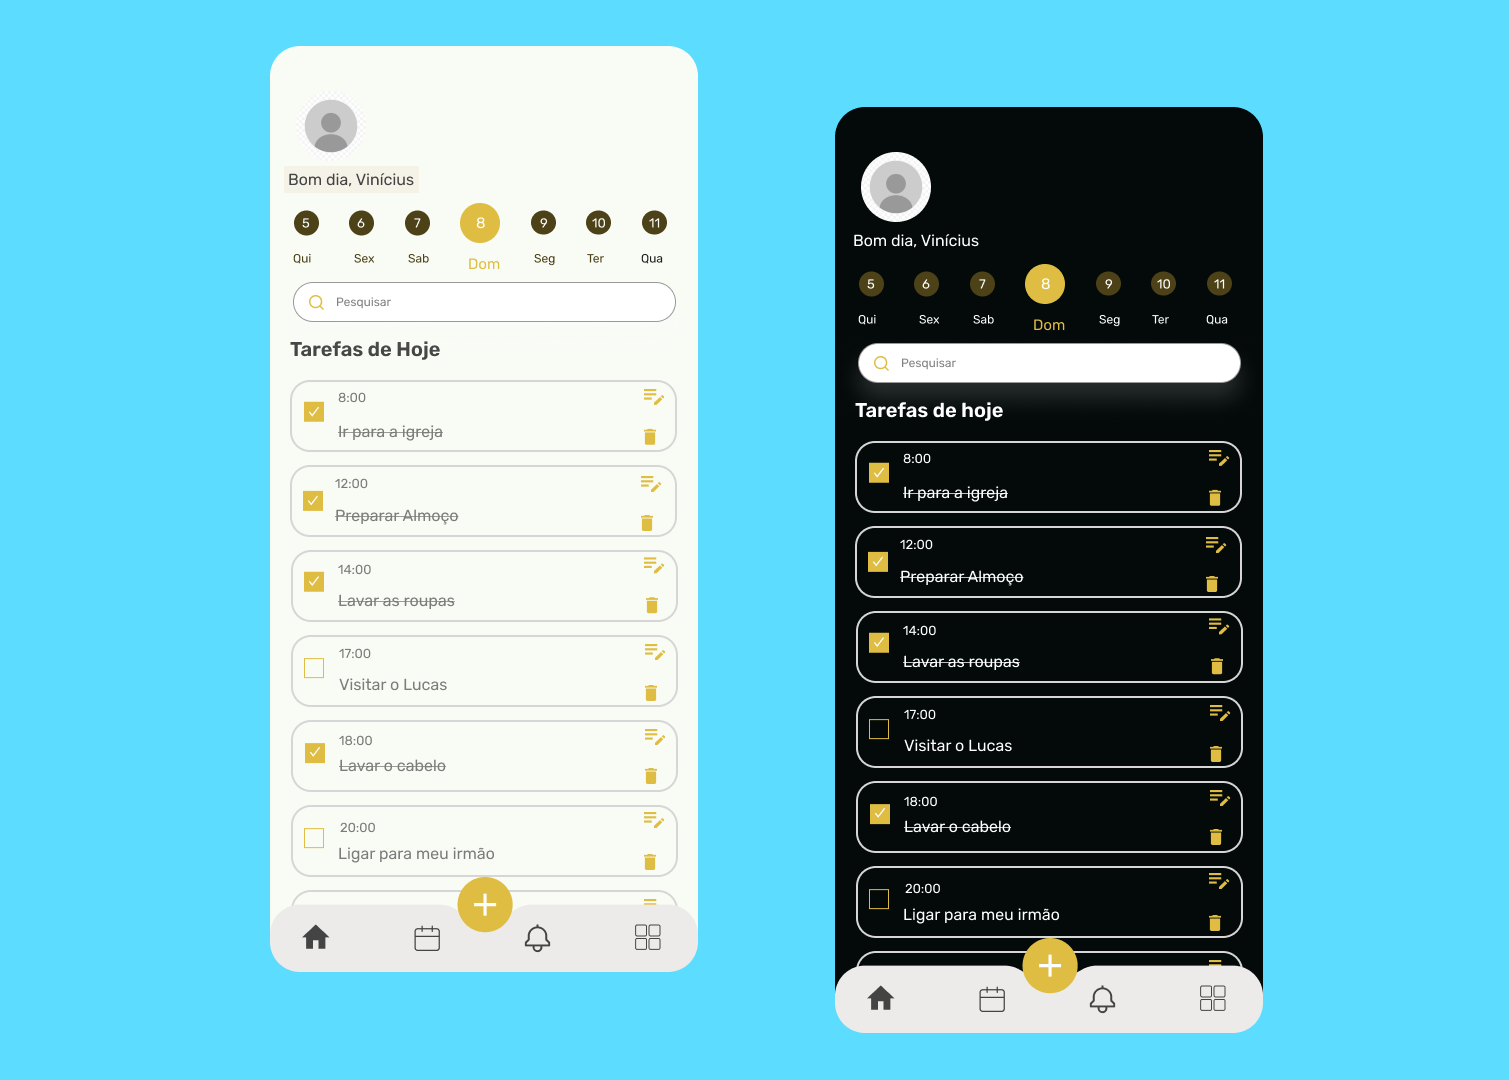 Bom dia, Vinícius
5 6 7 8 9 10 11
Qui Sex Sab Dom Seg Ter Qua
Pesquisar
Tarefas de Hoje
8:00
Ir para a igreja
12:00
Preparar Almoço
14:00
Lavar as roupas
17:00
Visitar o Lucas
18:00
Lavar o cabelo
20:00
Ligar para meu irmão
Bom dia, Vinícius
5 6 7 8 9 10 11
Qui Sex Sab Dom Seg Ter Qua
Pesquisar
Tarefas de hoje
8:00
Ir para a igreja
12:00
Preparar Almoço
14:00
Lavar as roupas
17:00
Visitar o Lucas
18:00
Lavar o cabelo
20:00
Ligar para meu irmão